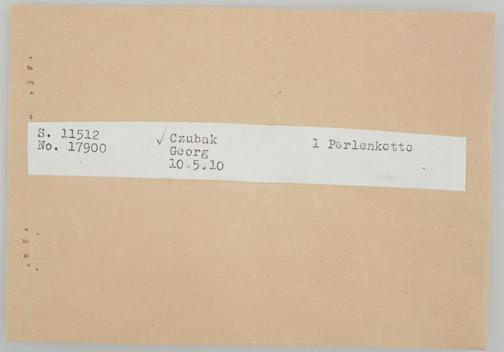 S. 11512 ✓ Czubak 1 Perlenkette
No. 17900 Georg
10.5.10